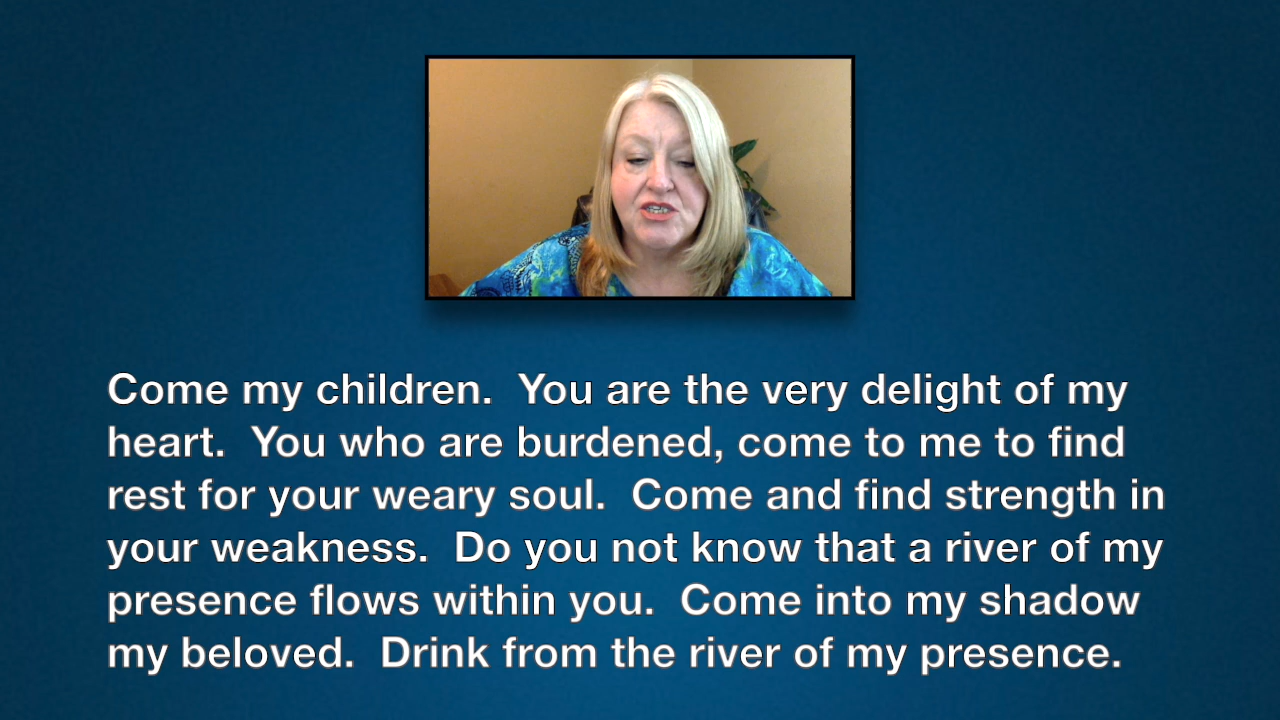 Come my children.  You are the very delight of my
heart.  You who are burdened, come to me to find
rest for your weary soul.  Come and find strength in
your weakness.  Do you not know that a river of my
presence flows within you.  Come into my shadow
my beloved.  Drink from the river of my presence.